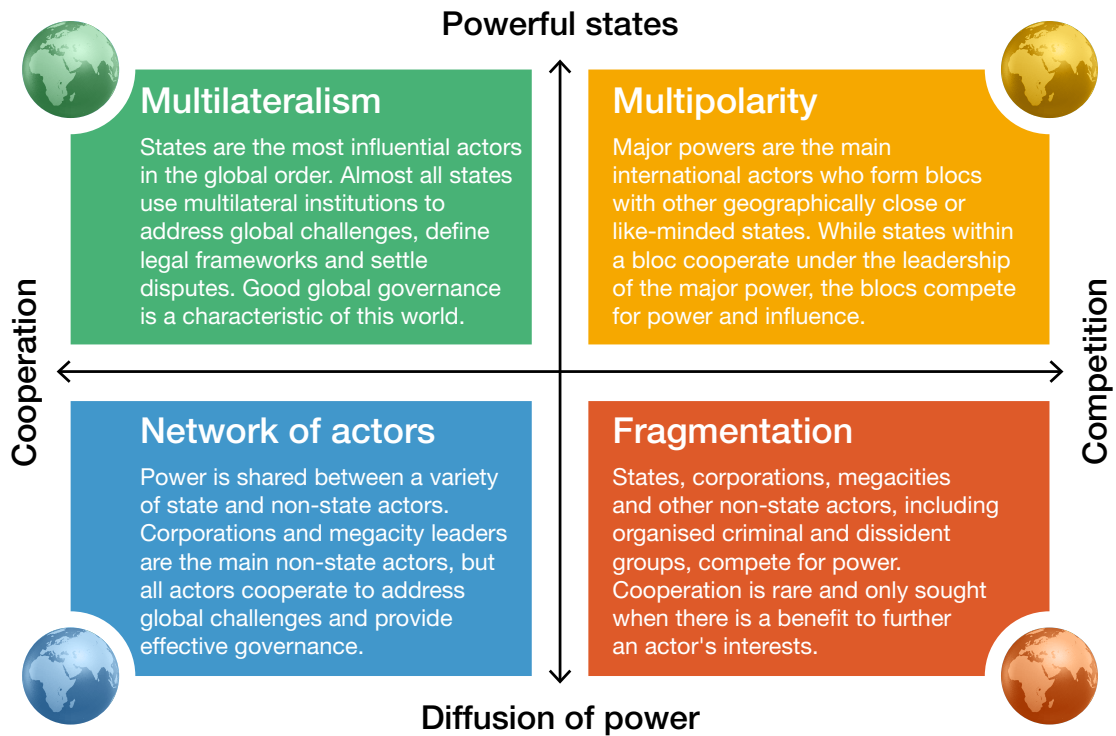 Powerful states
Multilateralism
States are the most influential actors
in the global order. Almost all states
use multilateral institutions to
address global challenges, define
legal frameworks and settle
disputes. Good global governance
is a characteristic of this world.
Multipolarity
Major powers are the main
international actors who form blocs
with other geographically close or
like-minded states. While states within
a bloc cooperate under the leadership
of the major power, the blocs compete
for power and influence.
Cooperation
Competition
Network of actors
Power is shared between a variety
of state and non-state actors.
Corporations and megacity leaders
are the main non-state actors, but
all actors cooperate to address
global challenges and provide
effective governance.
Fragmentation
States, corporations, megacities
and other non-state actors, including
organised criminal and dissident
groups, compete for power.
Cooperation is rare and only sought
when there is a benefit to further
an actor's interests.
Diffusion of power